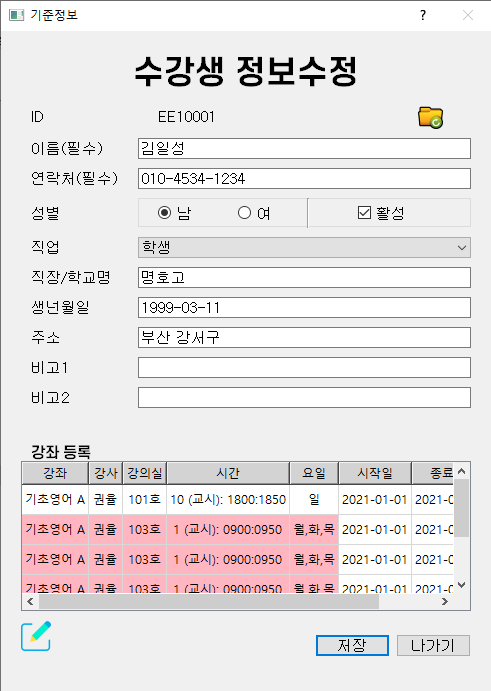 기준정보 ?
수강생 정보수정
ID EE10001
이름(필수) 김일성
연락처(필수) 010-4534-1234
성별 남 여 활성
직업 학생
직장/학교명 명호고
생년월일 1999-03-11
주소 부산 강서구
비고1
비고2
강좌 등록
강좌 강사 강의실 시간 요일 시작일 종료
기초영어 A 권율 101호 10 (교시): 1800:1850 일 2021-01-01 2021-0
기초영어 A 권율 103호 1 (교시): 0900:0950 월,화,목 2021-01-01 2021-0
기초영어 A 권율 103호 1 (교시): 0900:0950 월,화,목 2021-01-01 2021-0
기초영어 A 권율 103호 1 (교시): 0900:0950 월,화,목 2021-01-01 2021-0
저장 나가기